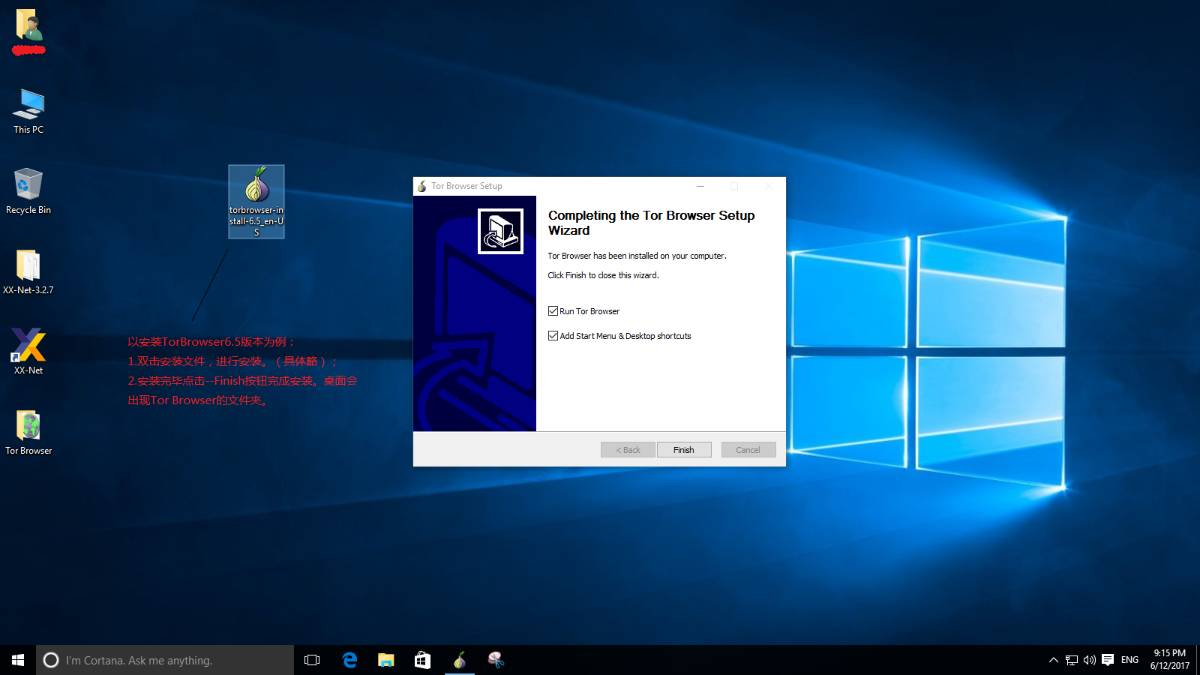 This PC
Recycle Bin
XX-Net-3.2.7
XX-Net
Tor Browser
torbrowser-in
stall-6.5_en-U
S
以安装TorBrowser6.5版本为例：
1.双击安装文件，进行安装。（具体略）；
2.安装完毕点击--Finish按钮完成安装。桌面会
出现Tor Browser的文件夹。
Tor Browser Setup
Completing the Tor Browser Setup
Wizard
Tor Browser has been installed on your computer.
Click Finish to close this wizard.
Run Tor Browser
Add Start Menu & Desktop shortcuts
< Back
Finish
Cancel
I'm Cortana. Ask me anything.
ENG
9:15 PM
6/12/2017